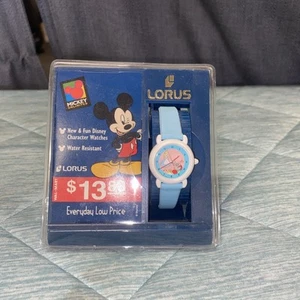 MICKEY
New & Fun Disney
Character Watches
Water Resistant
LORUS
$13
Everyday Low Price
LORUS